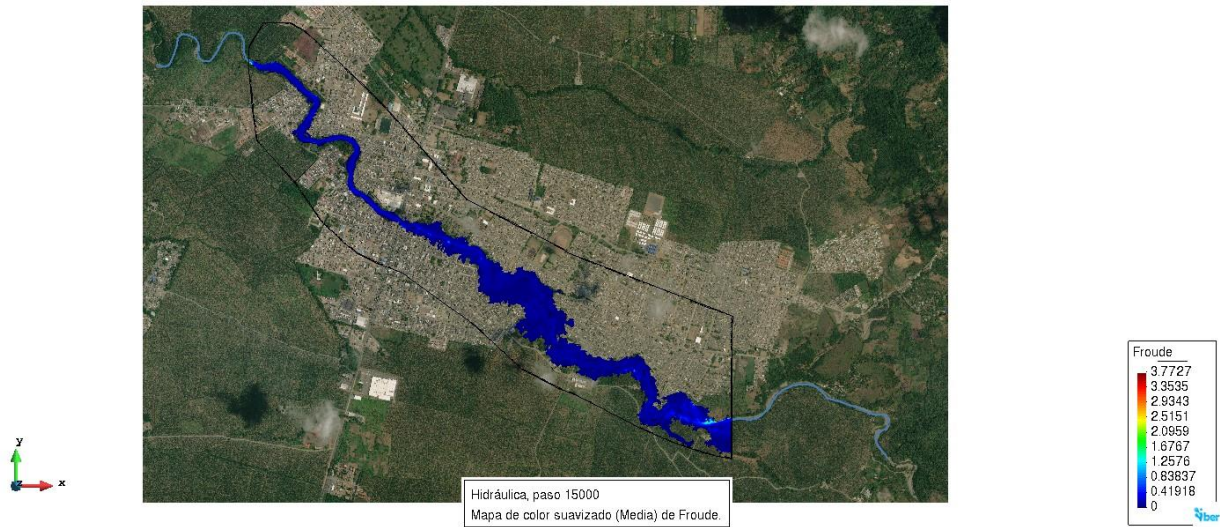 y
x
z
Hidráulica, paso 15000
Mapa de color suavizado (Media) de Froude.
Froude
3.7727
3.3535
2.9343
2.5151
2.0959
1.6767
1.2576
0.83837
0.41918
0
iber